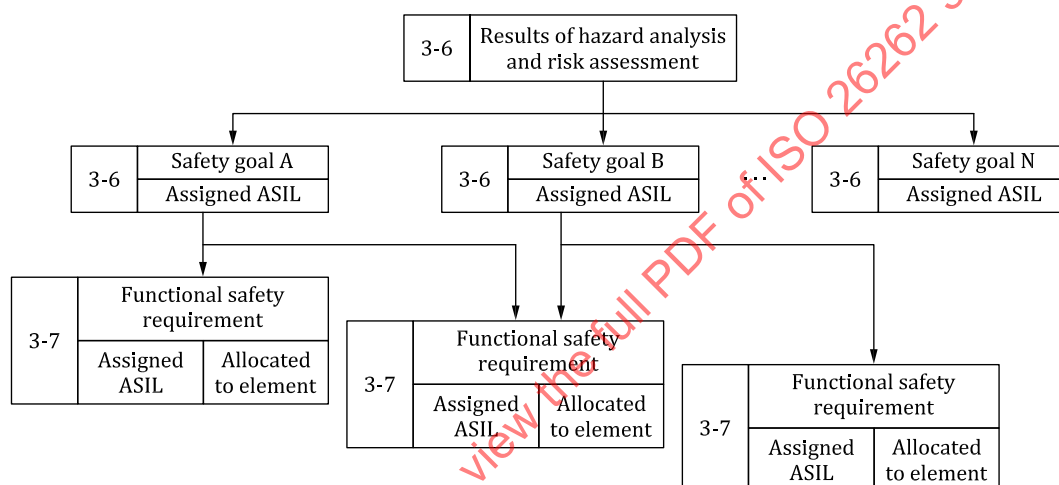 3-6
Results of hazard analysis
and risk assessment
3-6
Safety goal A
Assigned ASIL
3-6
Safety goal B
Assigned ASIL
...
3-6
Safety goal N
Assigned ASIL
3-7
Functional safety
requirement
Assigned
ASIL
Allocated
to element
3-7
Functional safety
requirement
Assigned
ASIL
Allocated
to element
3-7
Functional safety
requirement
Assigned
ASIL
Allocated
to element
view the full PDF of ISO 26262